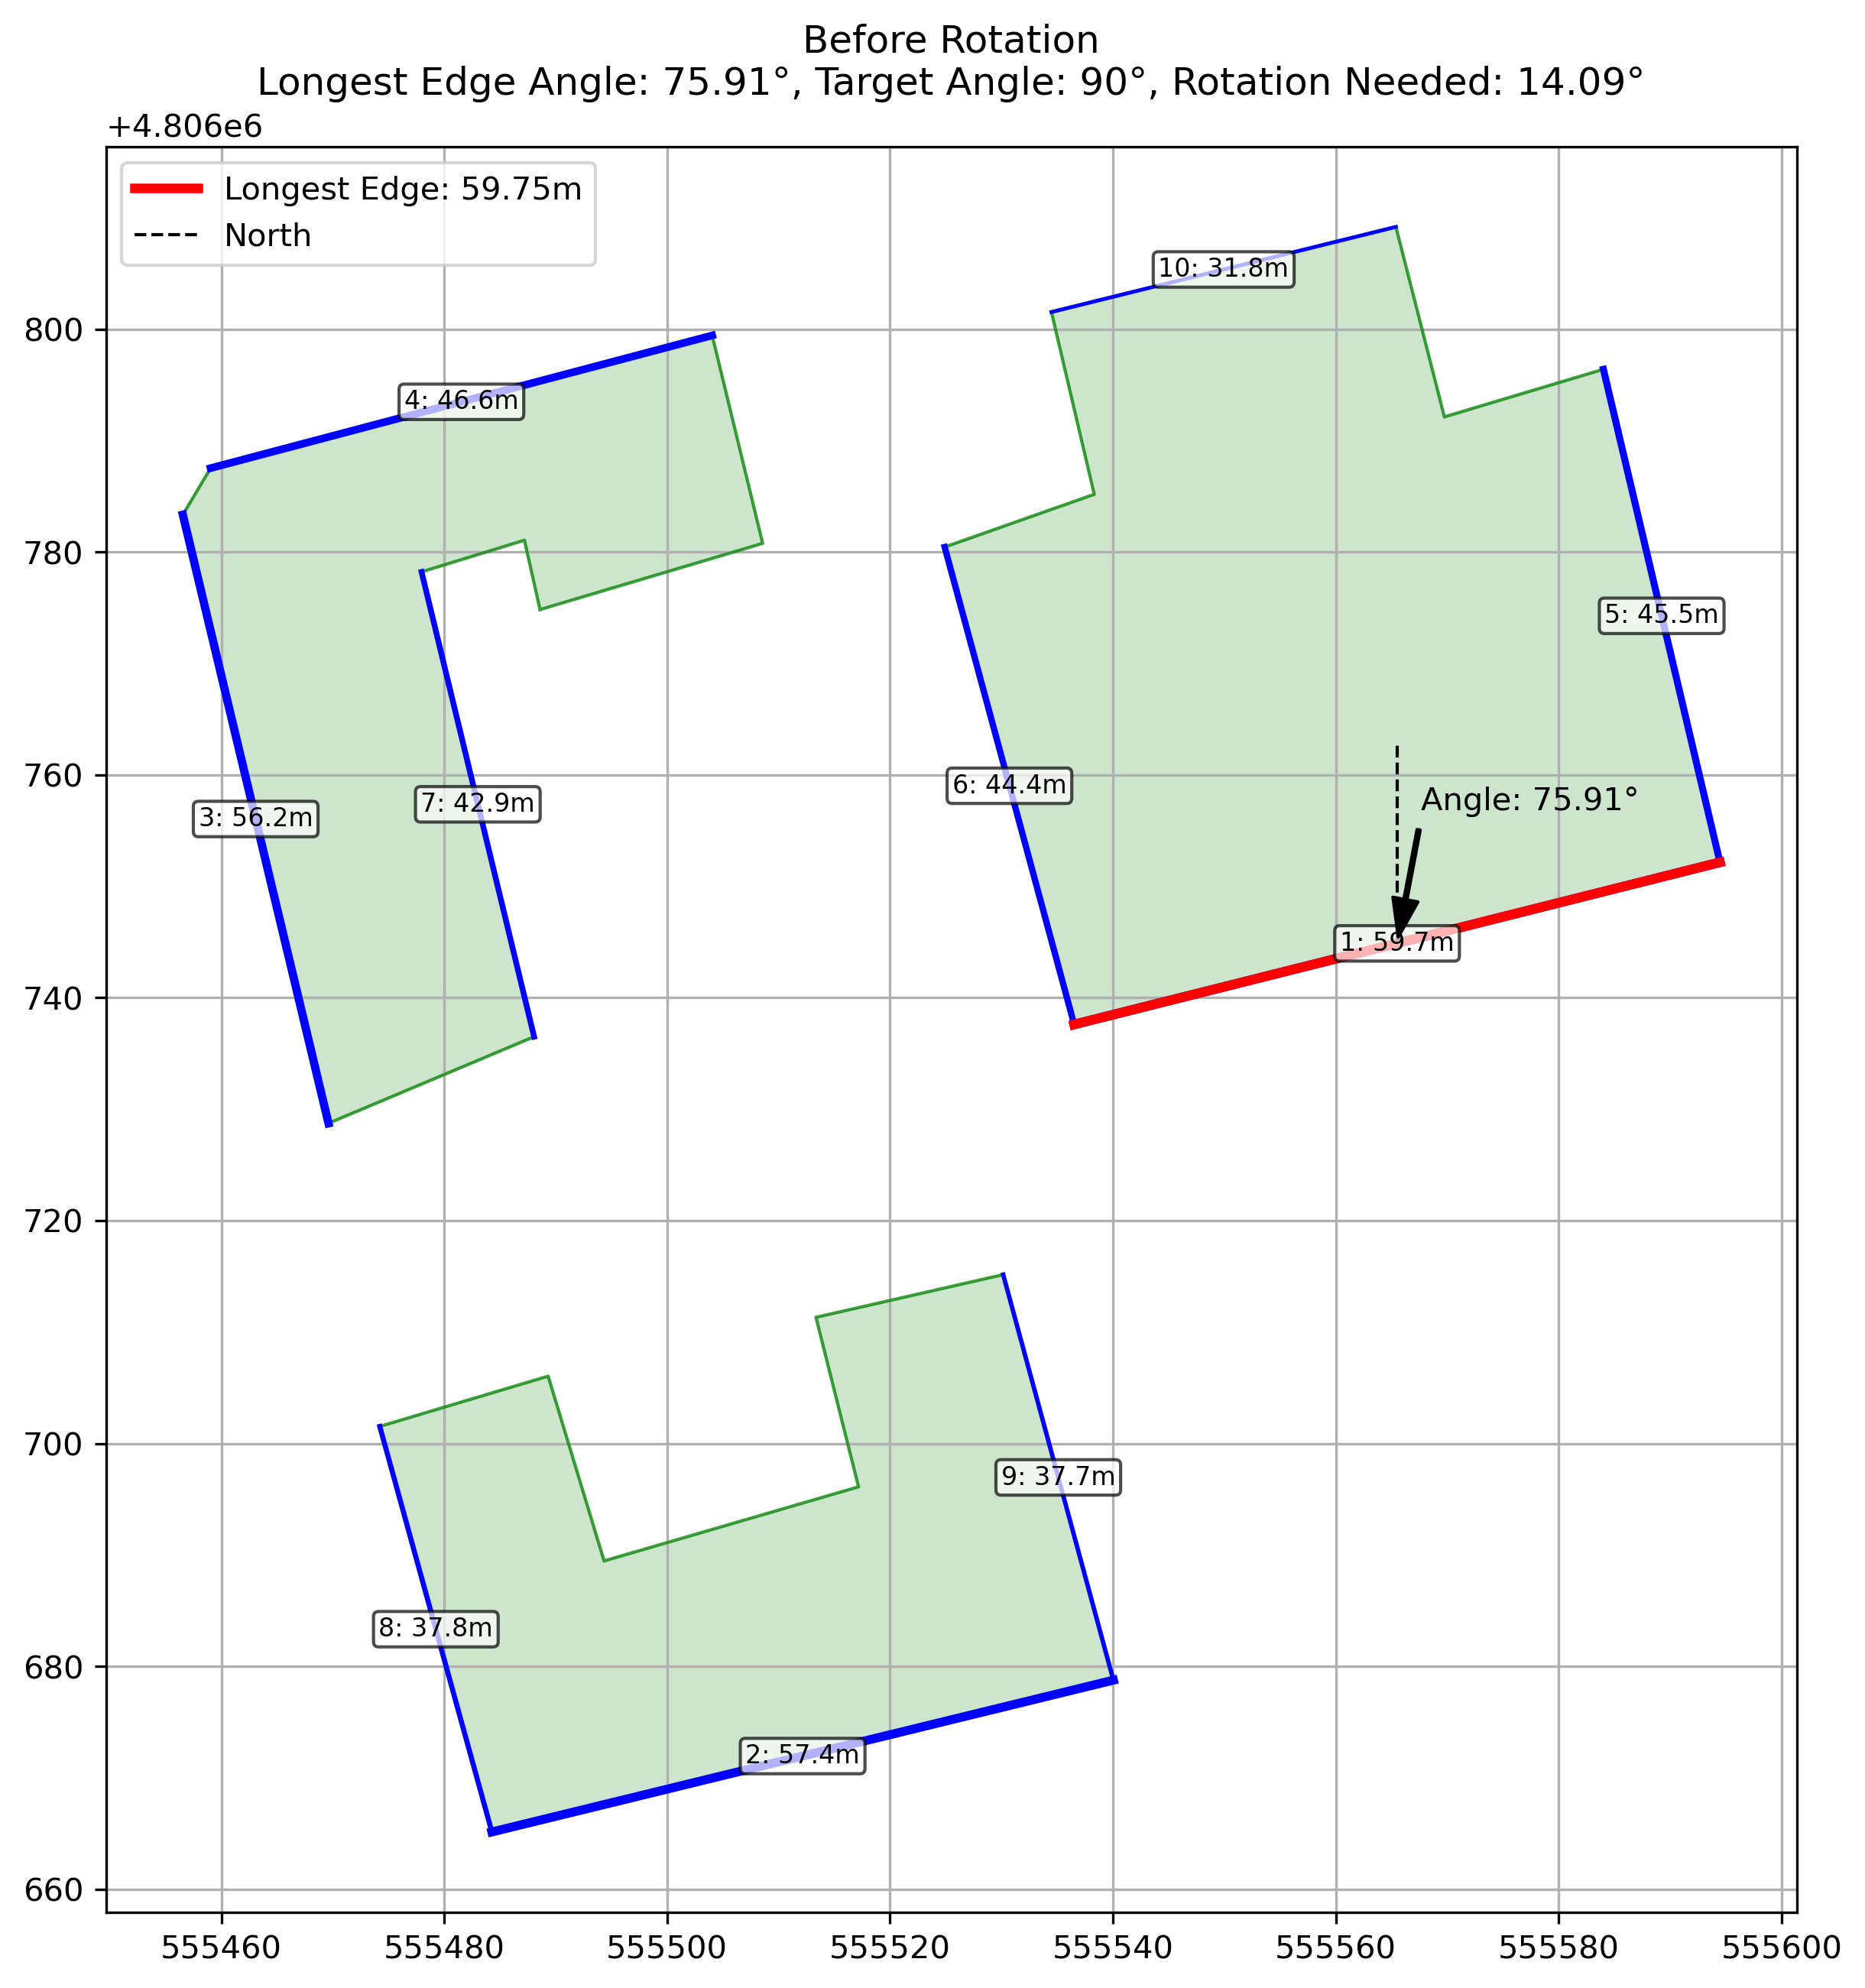 Before Rotation
Longest Edge Angle: 75.91°, Target Angle: 90°, Rotation Needed: 14.09°
+4.806e6
Longest Edge: 59.75m
North
10: 31.8m
800
4: 46.6m
780
5: 45.5m
760
6: 44.4m
Angle: 75.91°
7: 42.9m
3: 56.2m
1: 59.7m
740
720
700
9: 37.7m
8: 37.8m
680
2: 57.4m
660
555460 555480 555500 555520 555540 555560 555580 555600